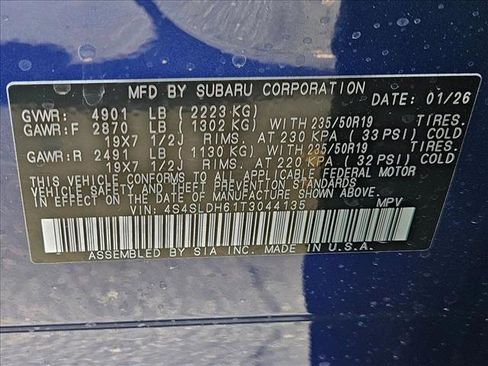 MFD BY SUBARU CORPORATION DATE: 01/26
GVWR: 4901 LB (2223 KG)
GAWR:F 2870 LB (1302 KG) WITH 235/50R19 TIRES.
19X7 1/2J RIMS. AT 230 KPA (33 PSI) COLD
GAWR:R 2491 LB (1130 KG) WITH 235/50R19 TIRES.
19X7 1/2J RIMS. AT 220 KPA (32 PSI) COLD
THIS VEHICLE CONFORMS TO ALL APPLICABLE FEDERAL MOTOR
VEHICLE SAFETY, BUMPER, AND THEFT PREVENTION STANDARDS
IN EFFECT ON THE DATE OF MANUFACTURE SHOWN ABOVE.
VIN: 4S4SLDH61T3044195 MPV
ASSEMBLED BY SIA INC. MADE IN U.S.A.